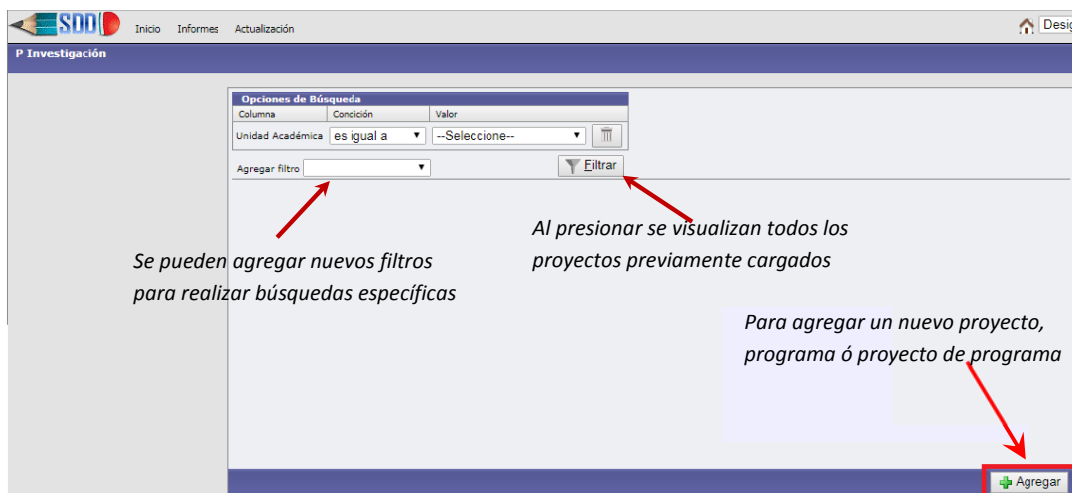 SDD Inicio Informes Actualización Desig
P Investigación
Opciones de Búsqueda
Columna Concición Valor
Unidad Académica es igual a --Seleccione--
Agregar filtro Filtrar
Al presionar se visualizan todos los
proyectos previamente cargados
Se pueden agregar nuevos filtros
para realizar búsquedas específicas
Para agregar un nuevo proyecto,
programa ó proyecto de programa
Agregar